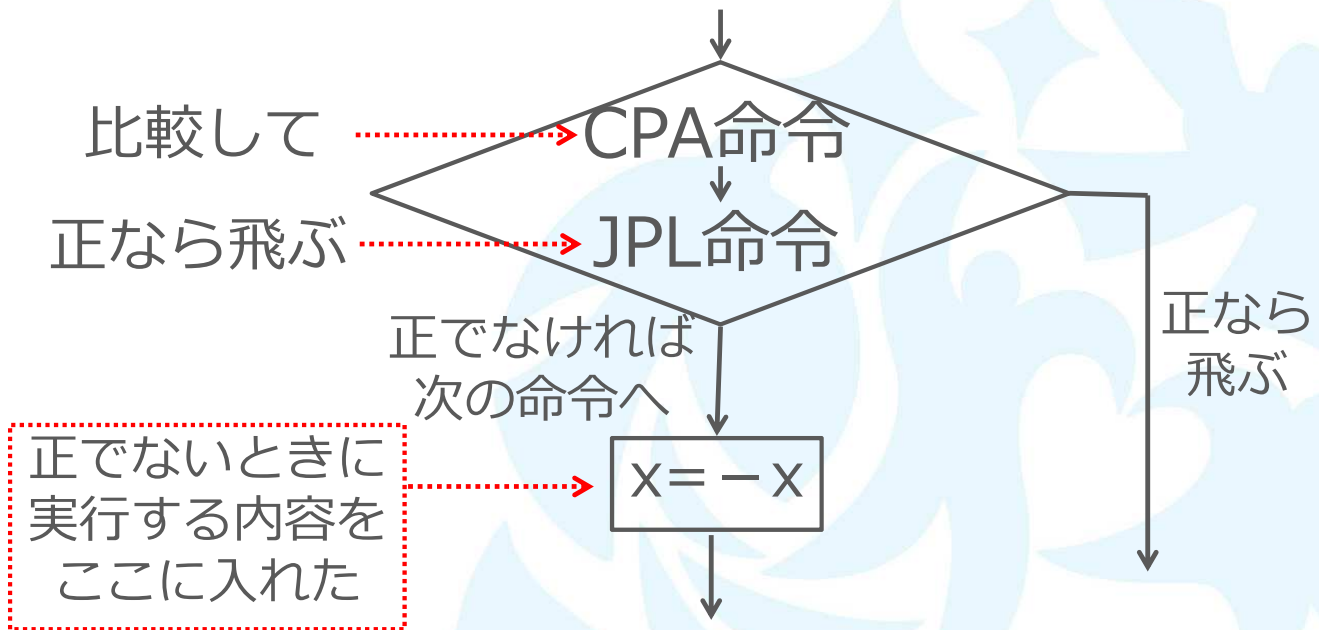 比較して
CPA命令
正なら飛ぶ
JPL命令
正でなければ
次の命令へ
正なら
飛ぶ
正でないときに
実行する内容を
ここに入れた
x=－x